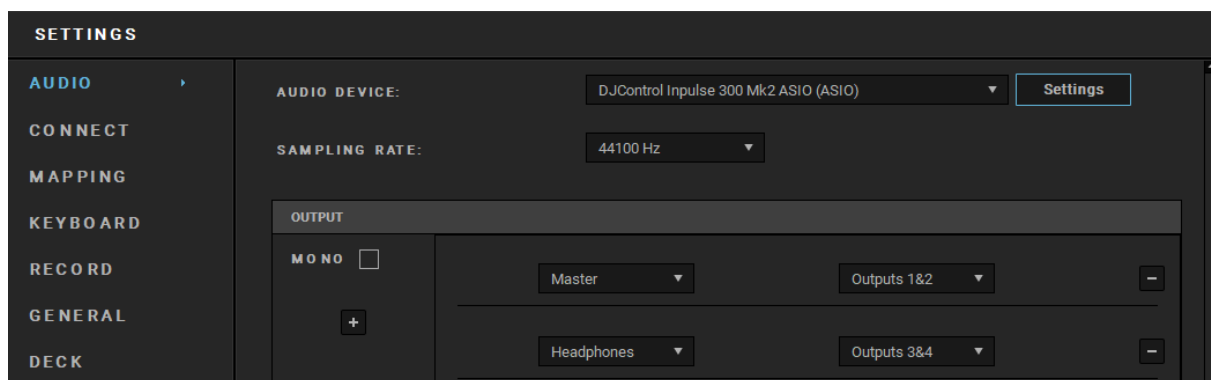 SETTINGS
AUDIO
CONNECT
MAPPING
KEYBOARD
RECORD
GENERAL
DECK
AUDIO DEVICE:
DJControl Inpulse 300 Mk2 ASIO (ASIO)
Settings
SAMPLING RATE:
44100 Hz
OUTPUT
MONO
Master
Outputs 1&2
Headphones
Outputs 3&4